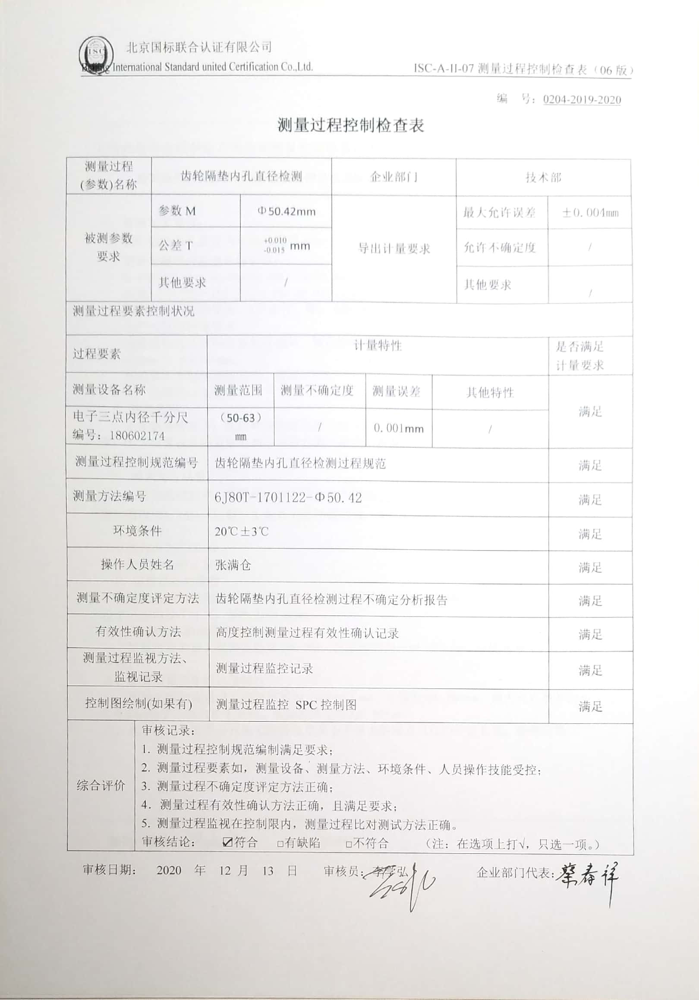 ISC
北京国标联合认证有限公司
Beijing International Standard united Certification Co.,Ltd.
ISC-A-II-07 测量过程控制检查表（06 版）
编 号：0204-2019-2020
测量过程控制检查表
测量过程
(参数)名称
齿轮隔垫内孔直径检测
企业部门
技术部
被测参数
要求
参数 M
Φ50.42mm
导出计量要求
最大允许误差
±0.004mm
公差 T
+0.010
-0.015 mm
允许不确定度
/
其他要求
/
其他要求
/
测量过程要素控制状况
过程要素
计量特性
是否满足
计量要求
测量设备名称
测量范围
测量不确定度
测量误差
其他特性
满足
电子三点内径千分尺
编号：180602174
（50-63）
mm
/
0.001mm
/
测量过程控制规范编号
齿轮隔垫内孔直径检测过程规范
满足
测量方法编号
6J80T-1701122-Φ50.42
满足
环境条件
20℃±3℃
满足
操作人员姓名
张满仓
满足
测量不确定度评定方法
齿轮隔垫内孔直径检测过程不确定分析报告
满足
有效性确认方法
高度控制测量过程有效性确认记录
满足
测量过程监视方法、
监视记录
测量过程监控记录
满足
控制图绘制(如果有)
测量过程监控 SPC 控制图
满足
综合评价
审核记录：
1. 测量过程控制规范编制满足要求；
2. 测量过程要素如，测量设备、测量方法、环境条件、人员操作技能受控；
3. 测量过程不确定度评定方法正确；
4. 测量过程有效性确认方法正确，且满足要求；
5. 测量过程监视在控制限内，测量过程比对测试方法正确。
审核结论： ☑符合 □有缺陷 □不符合 （注：在选项上打√，只选一项。）
审核日期： 2020 年 12 月 13 日 审核员： 企业部门代表：蔡春祥